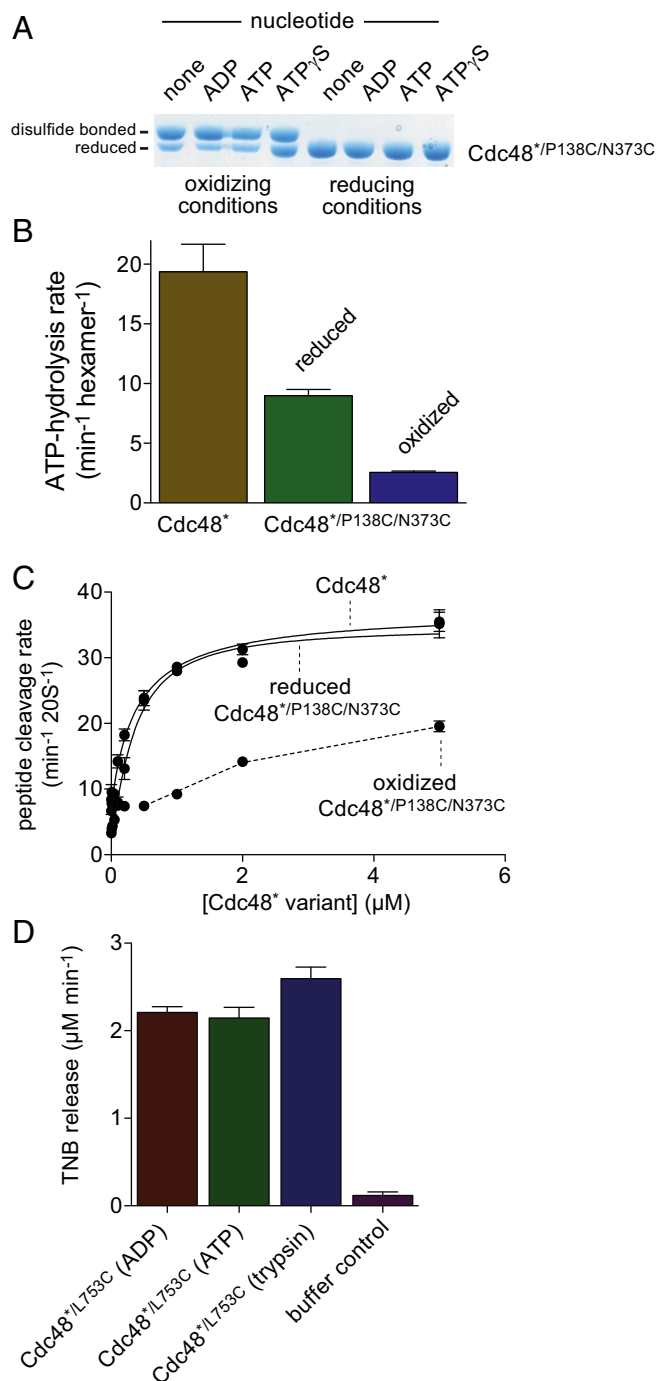 A
nucleotide
none ADP ATP ATPγS none ADP ATP ATPγS
disulfide bonded
reduced
Cdc48*/P138C/N373C
oxidizing conditions
reducing conditions
B
ATP-hydrolysis rate
(min-1 hexamer-1)
20
15
10
5
0
reduced
oxidized
Cdc48*
Cdc48*/P138C/N373C
C
peptide cleavage rate
(min-1 20S-1)
40
30
20
10
0
Cdc48*
reduced
Cdc48*/P138C/N373C
oxidized
Cdc48*/P138C/N373C
0 2 4 6
[Cdc48* variant] (μM)
D
TNB release (μM min-1)
3
2
1
0
Cdc48*/L753C (ADP)
Cdc48*/L753C (ATP)
Cdc48*/L753C (trypsin)
buffer control